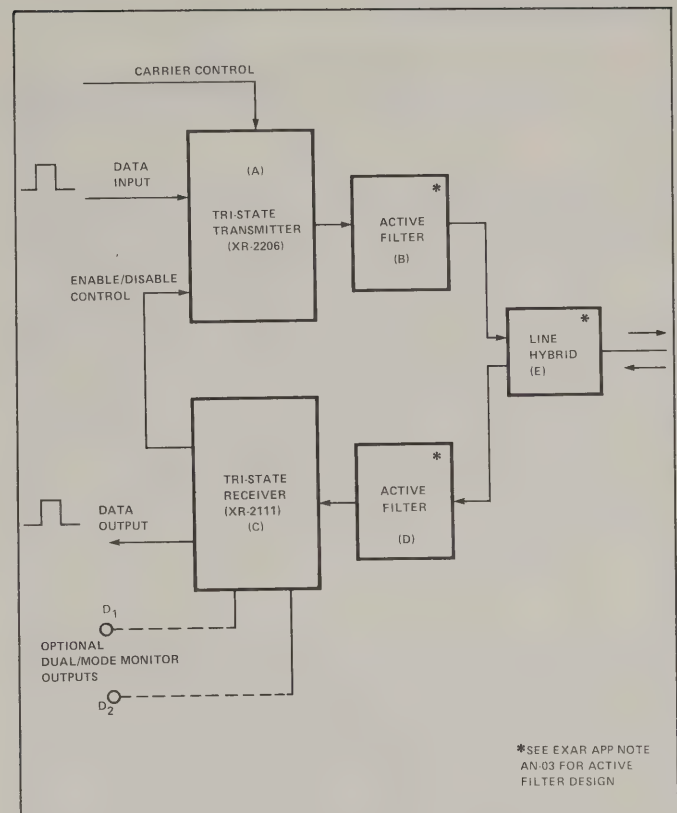 CARRIER CONTROL
DATA
INPUT
(A)
TRI-STATE
TRANSMITTER
(XR-2206)
*
ACTIVE
FILTER
(B)
ENABLE/DISABLE
CONTROL
*
LINE
HYBRID
(E)
TRI-STATE
RECEIVER
(XR-2111)
(C)
*
ACTIVE
FILTER
(D)
DATA
OUTPUT
D1
OPTIONAL
DUAL/MODE MONITOR
OUTPUTS
D2
*SEE EXAR APP NOTE
AN-03 FOR ACTIVE
FILTER DESIGN